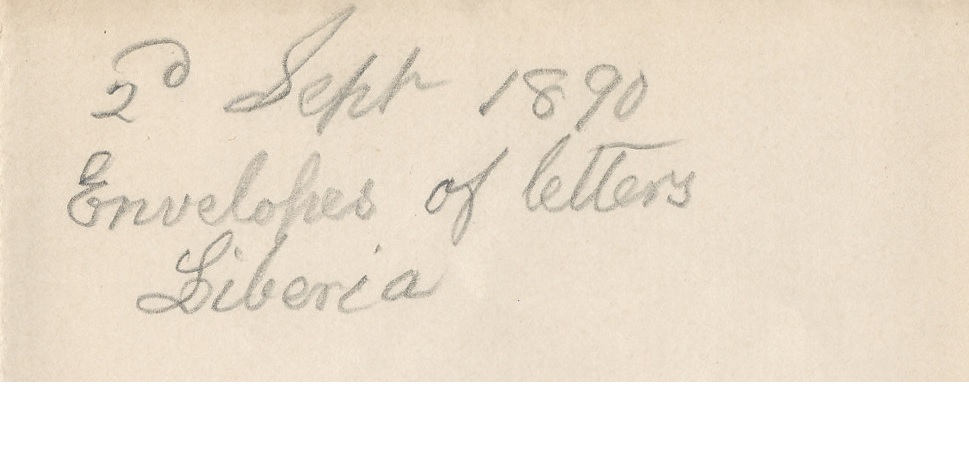 2d Sept 1890
Envelopes of letters
Liberia